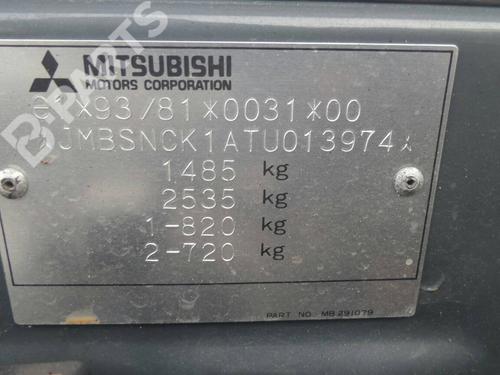 B-PARTS
MITSUBISHI
MOTORS CORPORATION
*93/81*0031*00
JMBSNCK1ATU013974
1485 kg
2535 kg
1-820 kg
2-720 kg
PART NO. MB291079